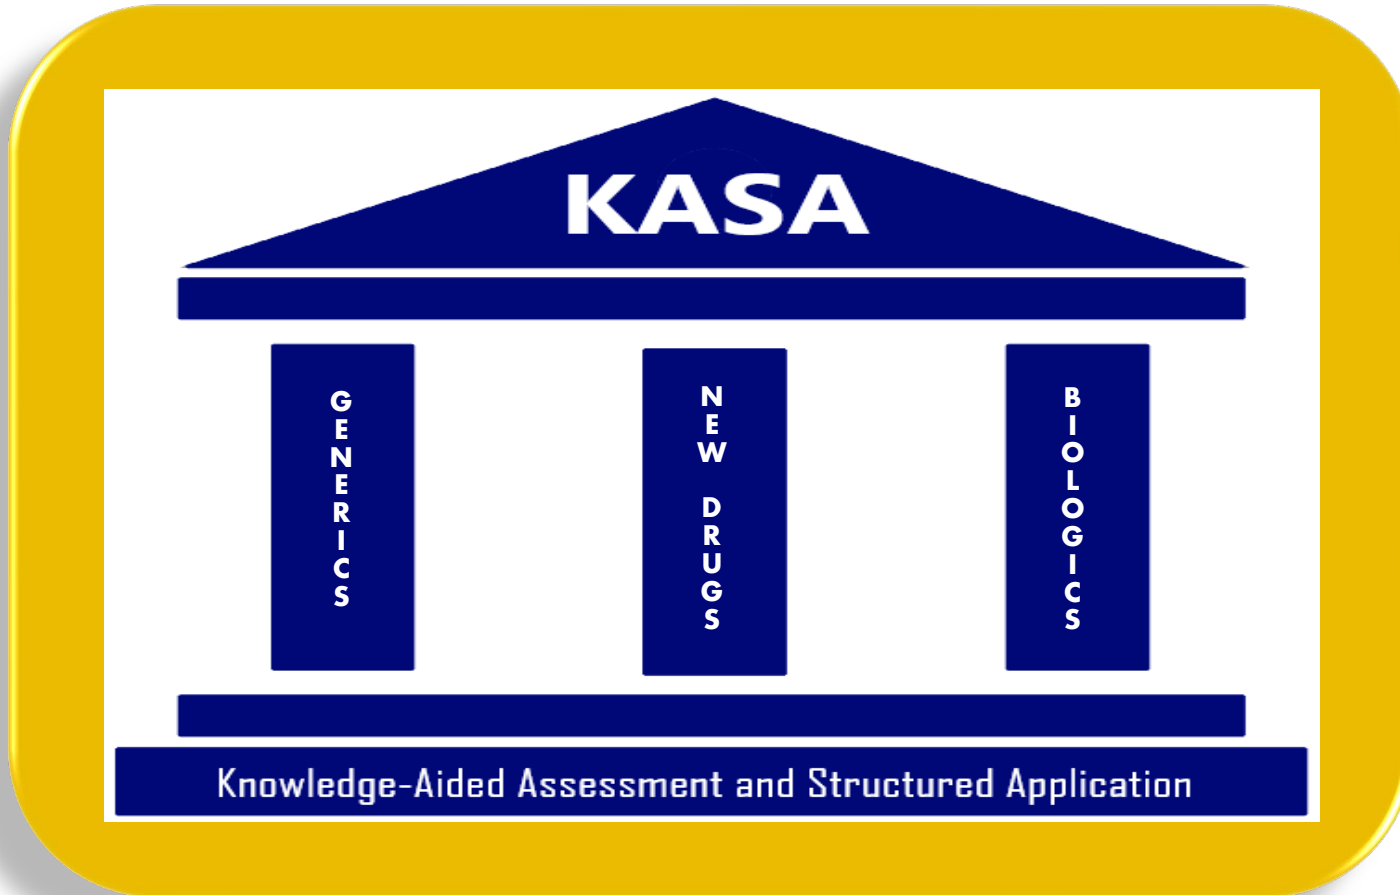 KASA
GENERICS
NEW DRUGS
BIOLOGICS
Knowledge-Aided Assessment and Structured Application